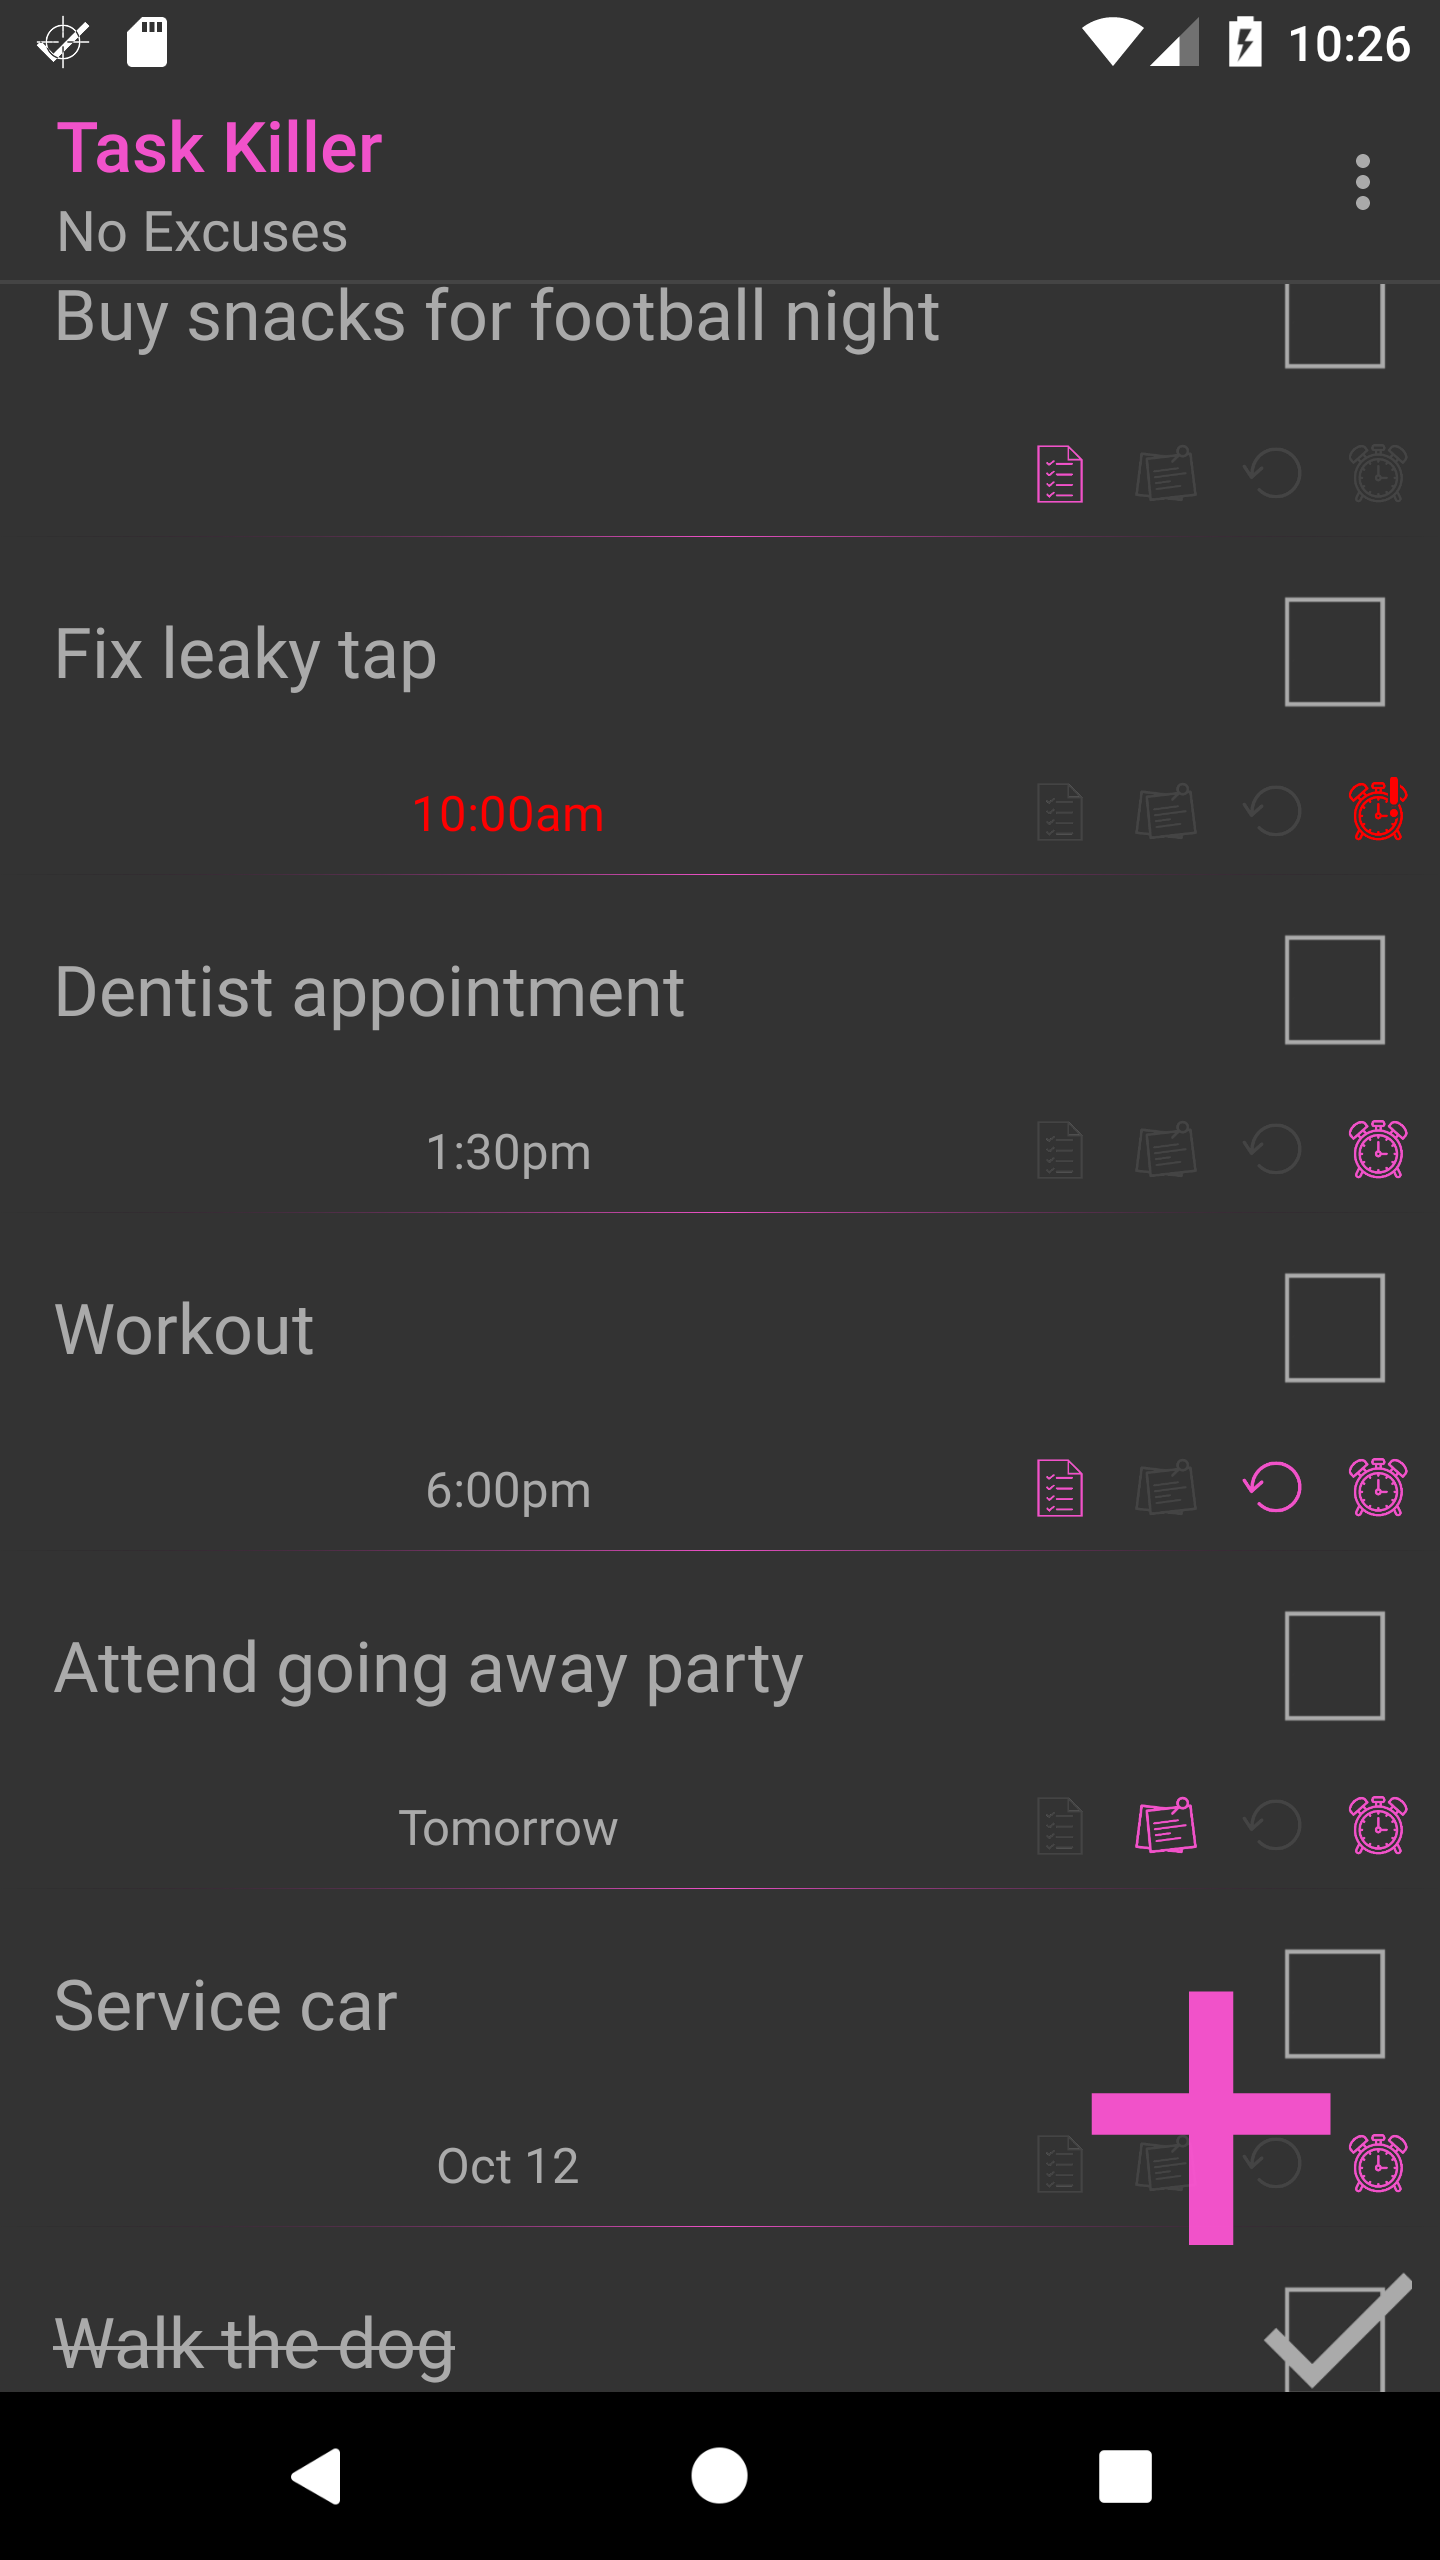 10:26
Task Killer
No Excuses
Buy snacks for football night
Fix leaky tap
10:00am
Dentist appointment
1:30pm
Workout
6:00pm
Attend going away party
Tomorrow
Service car
Oct 12
Walk the dog